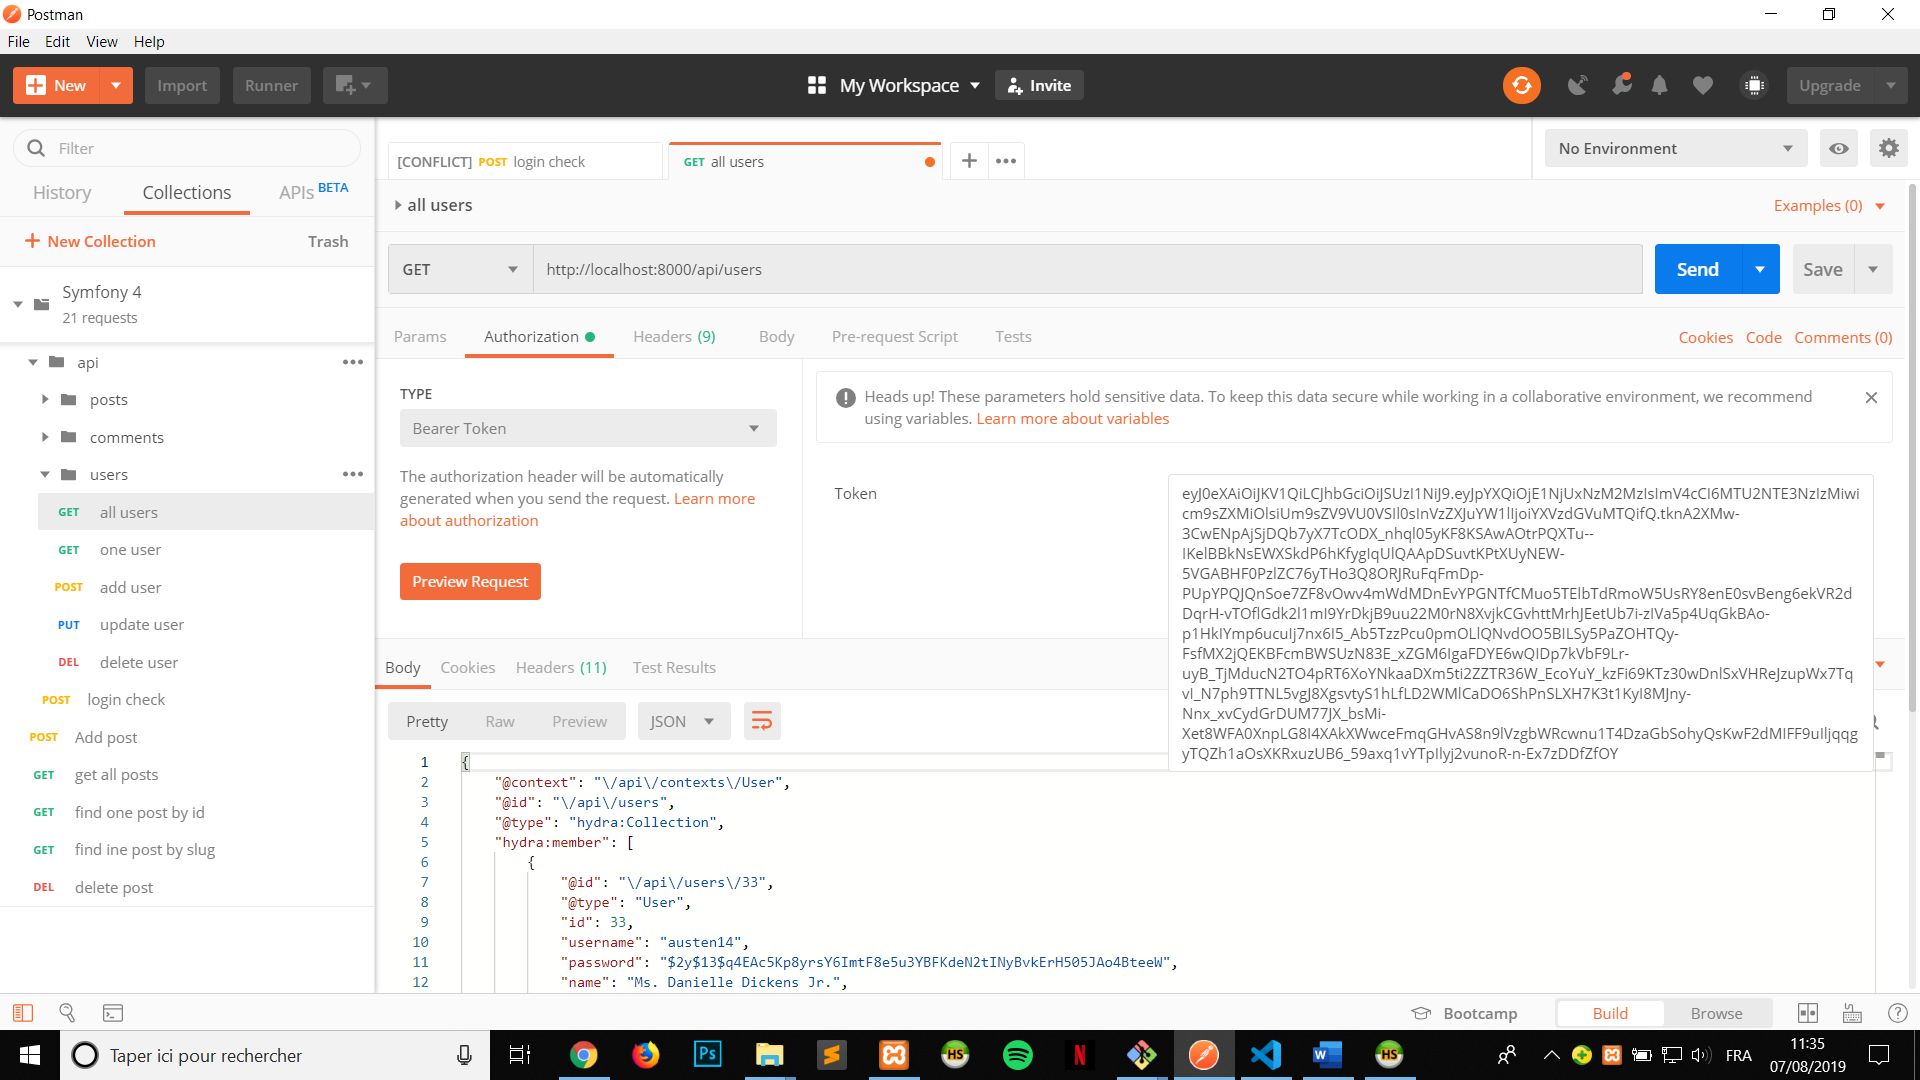 Postman
File Edit View Help
New Import Runner My Workspace Invite Upgrade
Filter
History Collections APIs BETA
New Collection Trash
Symfony 4
21 requests
api
posts
comments
users
GET all users
GET one user
POST add user
PUT update user
DEL delete user
POST login check
POST Add post
GET get all posts
GET find one post by id
GET find ine post by slug
DEL delete post
[CONFLICT] POST login check GET all users
No Environment
all users Examples (0)
GET http://localhost:8000/api/users Send Save
Params Authorization Headers (9) Body Pre-request Script Tests Cookies Code Comments (0)
TYPE
Bearer Token
The authorization header will be automatically
generated when you send the request. Learn more
about authorization
Preview Request
Heads up! These parameters hold sensitive data. To keep this data secure while working in a collaborative environment, we recommend
using variables. Learn more about variables
Token
Body Cookies Headers (11) Test Results
Pretty Raw Preview JSON
1 {
2 "@context": "\/api\/contexts\/User",
3 "@id": "\/api\/users",
4 "@type": "hydra:Collection",
5 "hydra:member": [
6 {
7 "@id": "\/api\/users\/33",
8 "@type": "User",
9 "id": 33,
10 "username": "austen14",
11 "password":
12 "name": "Ms. Danielle Dickens Jr.",
Bootcamp Build Browse
Taper ici pour rechercher
Ps
HS
N
W
HS
FRA
11:35
07/08/2019